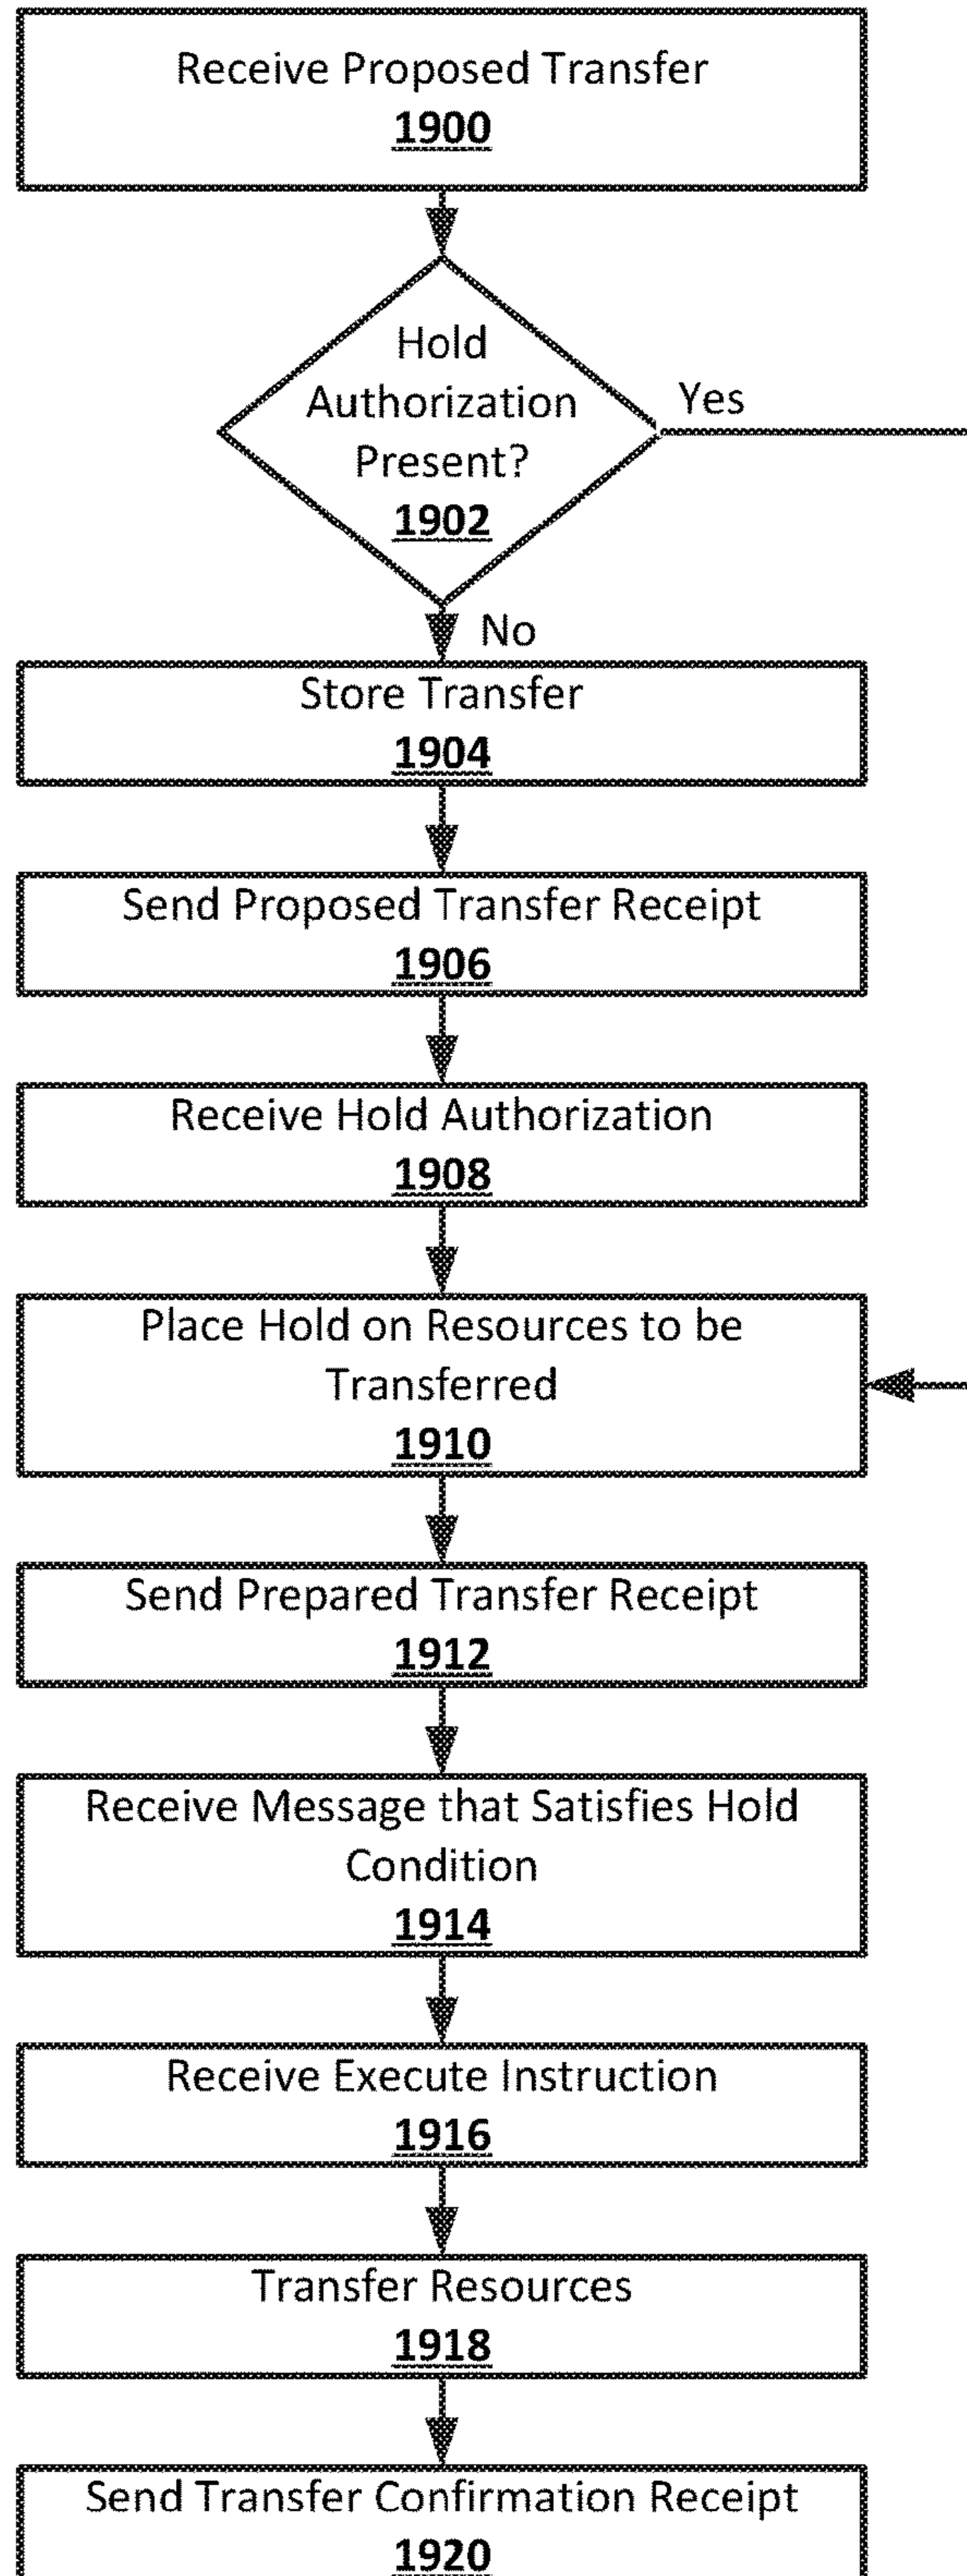 Receive Proposed Transfer
1900
Hold
Authorization
Present?
1902
Yes
No
Store Transfer
1904
Send Proposed Transfer Receipt
1906
Receive Hold Authorization
1908
Place Hold on Resources to be
Transferred
1910
Send Prepared Transfer Receipt
1912
Receive Message that Satisfies Hold
Condition
1914
Receive Execute Instruction
1916
Transfer Resources
1918
Send Transfer Confirmation Receipt
1920